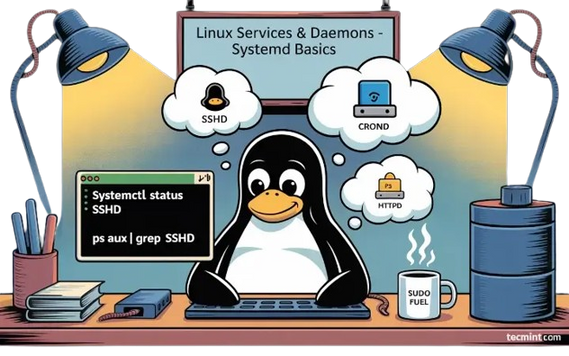 Linux Services & Daemons -
Systemd Basics
SSHD
CROND
PS
HTTPD
Systemctl status
SSHD
ps aux | grep SSHD
SUDO
FUEL
tecmint.com